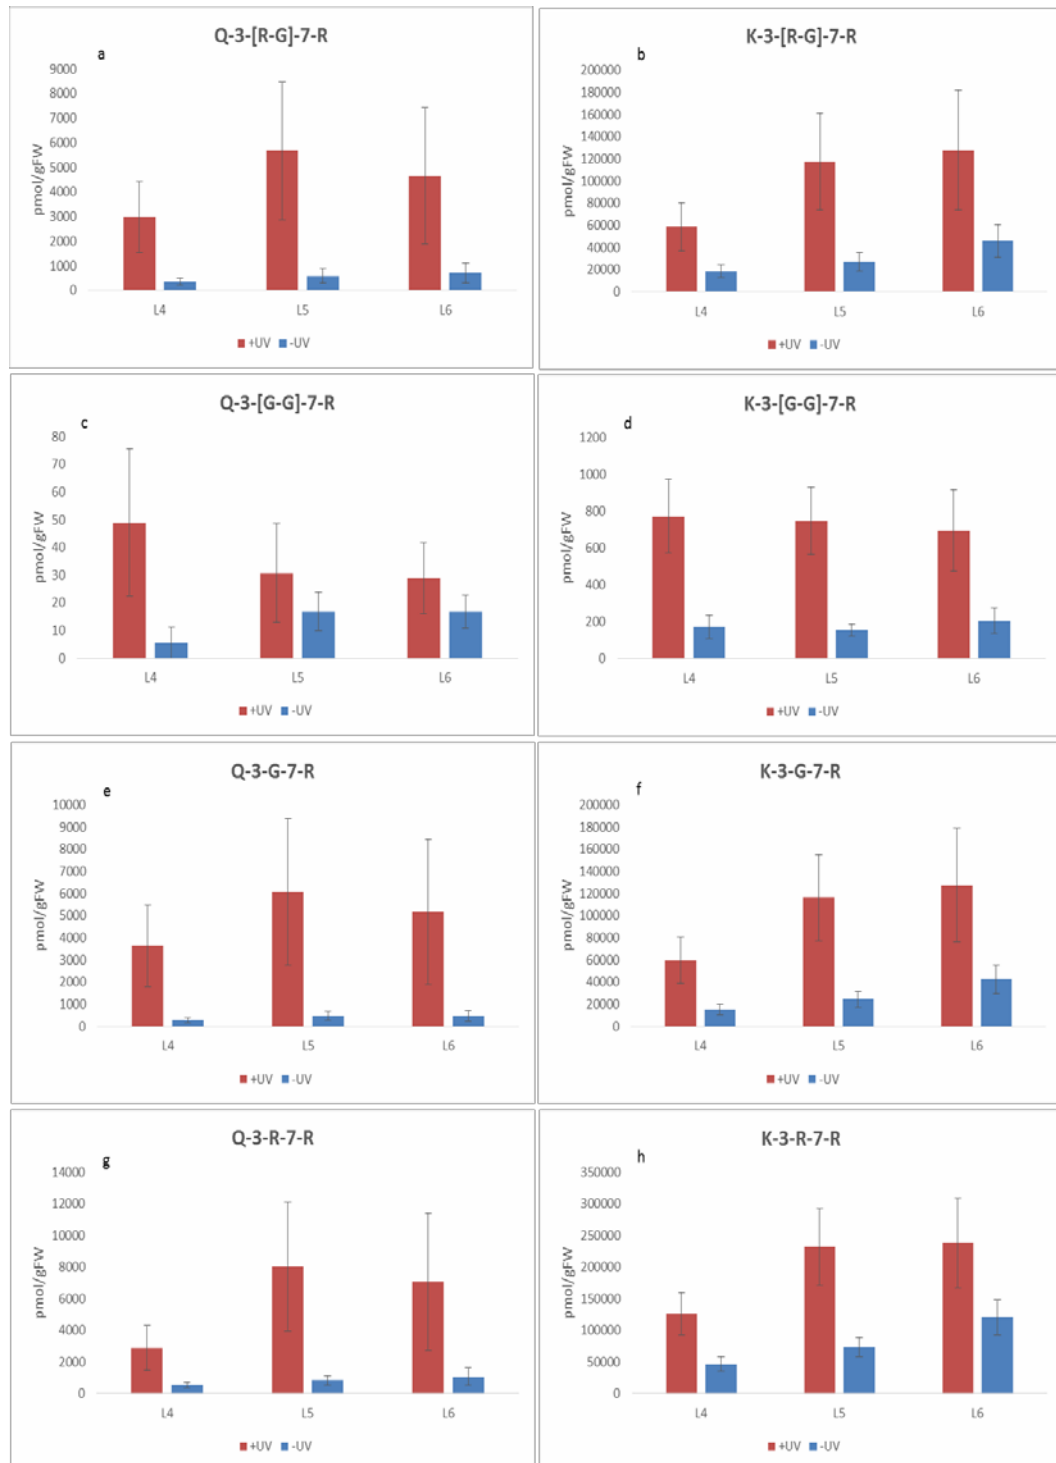 Q-3-[R-G]-7-R
a
9000
8000
7000
6000
5000
4000
3000
2000
1000
0
pmol/gFW
L4 L5 L6
+UV -UV
K-3-[R-G]-7-R
b
200000
180000
160000
140000
120000
100000
80000
60000
40000
20000
0
pmol/gFW
L4 L5 L6
+UV -UV
Q-3-[G-G]-7-R
c
80
70
60
50
40
30
20
10
0
pmol/gFW
L4 L5 L6
+UV -UV
K-3-[G-G]-7-R
d
1200
1000
800
600
400
200
0
pmol/gFW
L4 L5 L6
+UV -UV
Q-3-G-7-R
e
10000
9000
8000
7000
6000
5000
4000
3000
2000
1000
0
pmol/gFW
L4 L5 L6
+UV -UV
K-3-G-7-R
f
200000
180000
160000
140000
120000
100000
80000
60000
40000
20000
0
pmol/gFW
L4 L5 L6
+UV -UV
Q-3-R-7-R
g
14000
12000
10000
8000
6000
4000
2000
0
pmol/gFW
L4 L5 L6
+UV -UV
K-3-R-7-R
h
350000
300000
250000
200000
150000
100000
50000
0
pmol/gFW
L4 L5 L6
+UV -UV